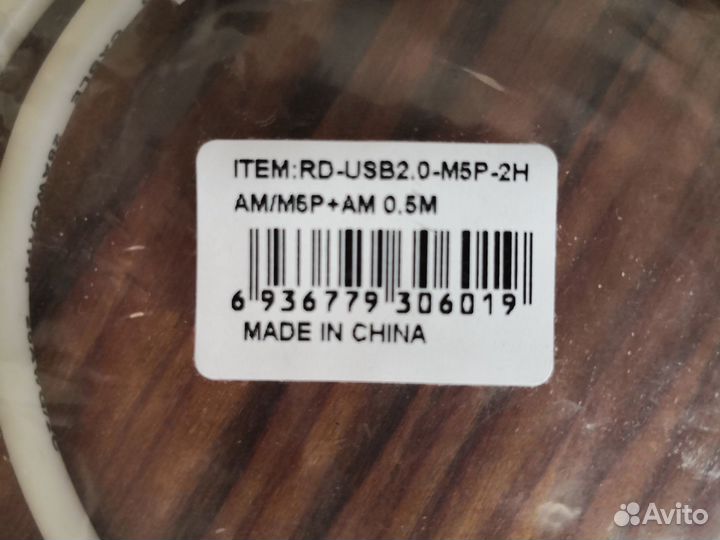 ITEM:RD-USB2.0-M5P-2H
AM/M5P+AM 0.5M
6 936779 306019
MADE IN CHINA
Avito